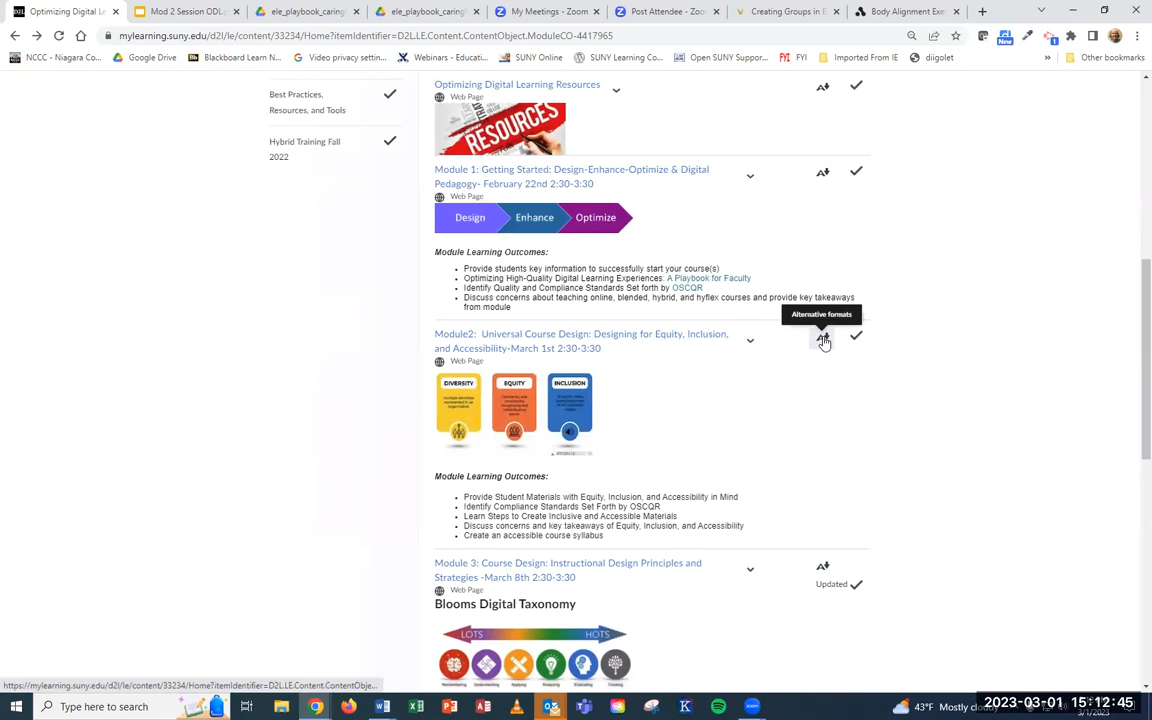 Optimizing Digital Le
Mod 2 Session ODL
ele_playbook_caring
ele_playbook_caring
My Meetings - Zoom
Post Attendee - Zoo
Creating Groups in B
Body Alignment Exe
mylearning.suny.edu/d2l/le/content/33234/Home?itemIdentifier=D2L.LE.Content.ContentObject.ModuleCO-4417965
NCCC - Niagara Co...
Google Drive
Blackboard Learn N...
Video privacy settin...
Webinars - Educati...
SUNY Online
SUNY Learning Co...
Open SUNY Suppor...
FYI
Imported From IE
diigolet
Other bookmarks
Best Practices,
Resources, and Tools
Hybrid Training Fall
2022
Optimizing Digital Learning Resources
Web Page
RESOURCES
Module 1: Getting Started: Design-Enhance-Optimize & Digital
Pedagogy- February 22nd 2:30-3:30
Web Page
Design Enhance Optimize
Module Learning Outcomes:
• Provide students key information to successfully start your course(s)
• Optimizing High-Quality Digital Learning Experiences: A Playbook for Faculty
• Identify Quality and Compliance Standards Set forth by OSCQR
• Discuss concerns about teaching online, blended, hybrid, and hyflex courses and provide key takeaways
from module
Alternative formats
Module2: Universal Course Design: Designing for Equity, Inclusion,
and Accessibility-March 1st 2:30-3:30
Web Page
DIVERSITY EQUITY INCLUSION
Module Learning Outcomes:
• Provide Student Materials with Equity, Inclusion, and Accessibility in Mind
• Identify Compliance Standards Set Forth by OSCQR
• Learn Steps to Create Inclusive and Accessible Materials
• Discuss concerns and key takeaways of Equity, Inclusion, and Accessibility
• Create an accessible course syllabus
Module 3: Course Design: Instructional Design Principles and
Strategies -March 8th 2:30-3:30
Updated
Web Page
Blooms Digital Taxonomy
LOTS HOTS
https://mylearning.suny.edu/d2l/le/content/33234/Home?itemIdentifier=D2L.LE.Content.ContentObje...
Type here to search
43°F Mostly cloudy
2023-03-01 15:12:45